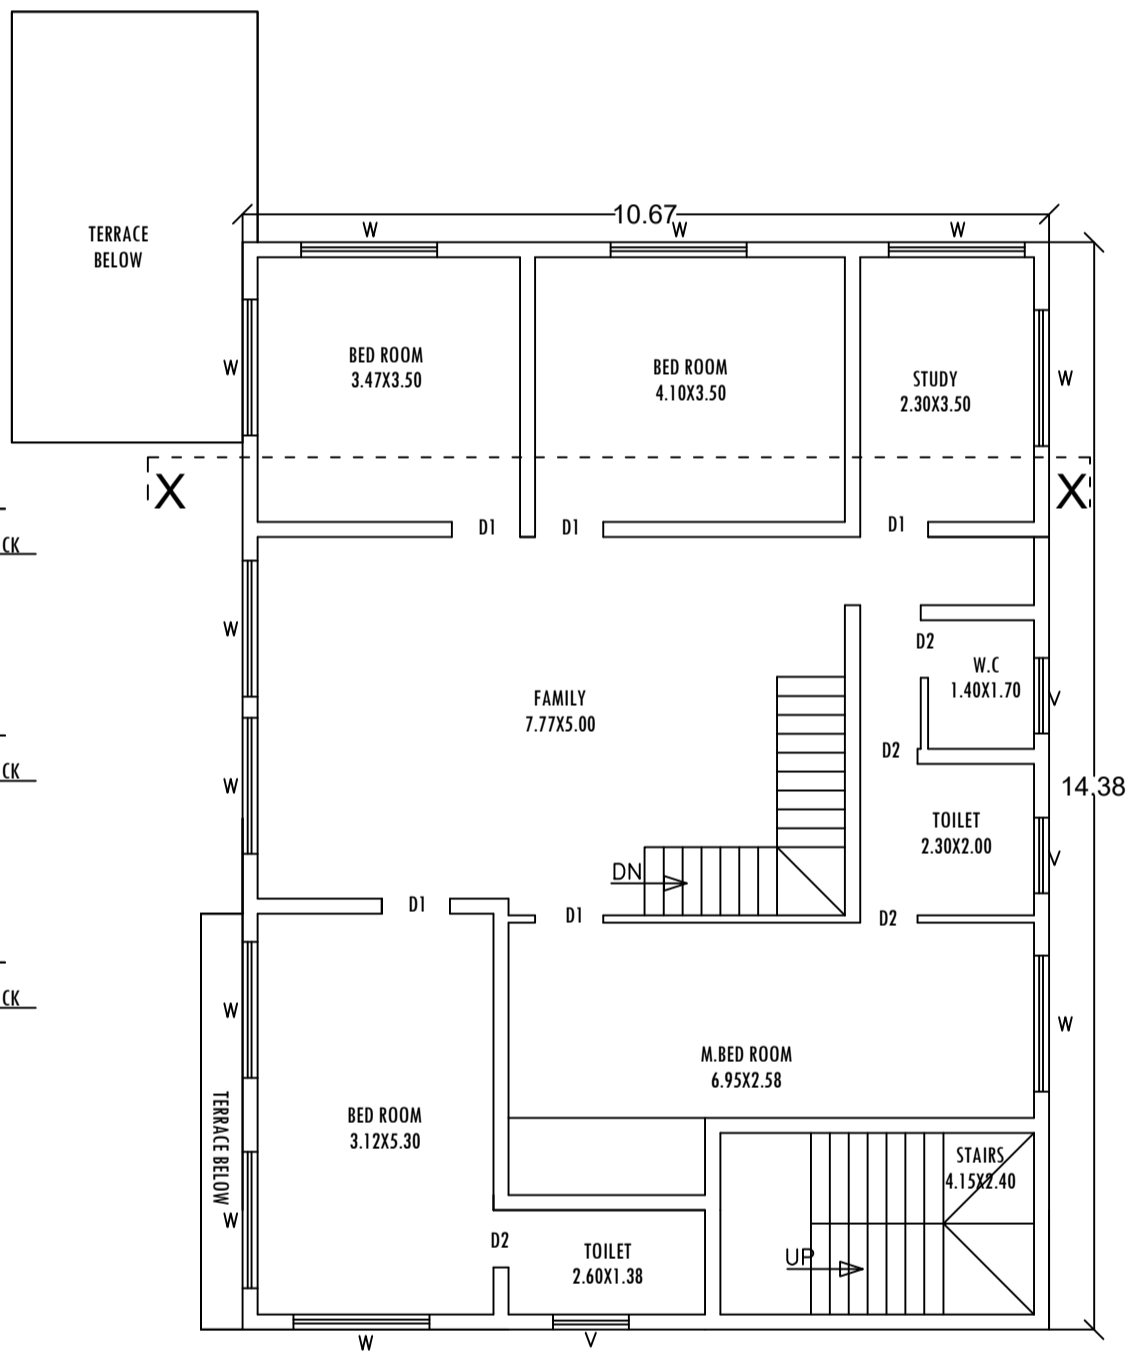 TERRACE
BELOW
10.67
W
W
W
W
BED ROOM
3.47X3.50
BED ROOM
4.10X3.50
STUDY
2.30X3.50
W
X
X
CK
D1
D1
D1
W
D2
W.C
1.40X1.70
V
FAMILY
7.77X5.00
D2
CK
W
14.38
TOILET
2.30X2.00
V
DN
D1
D1
D2
CK
W
W
M.BED ROOM
6.95X2.58
BED ROOM
3.12X5.30
TERRACE BELOW
STAIRS
4.15X2.40
W
D2
TOILET
2.60X1.38
UP
W
V